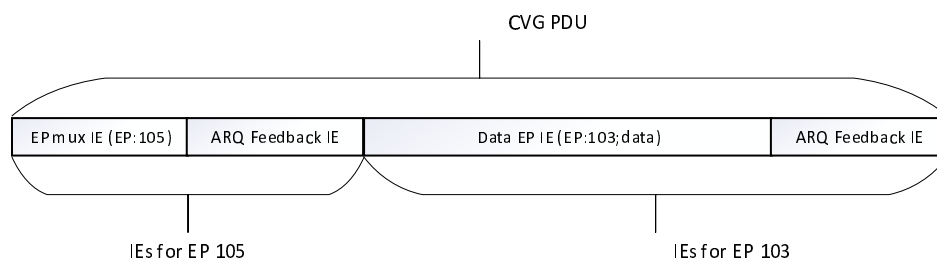 CVG PDU
EPmux IE (EP:105) ARQ Feedback IE Data EP IE (EP:103;data) ARQ Feedback IE
IEs for EP 105 IEs for EP 103